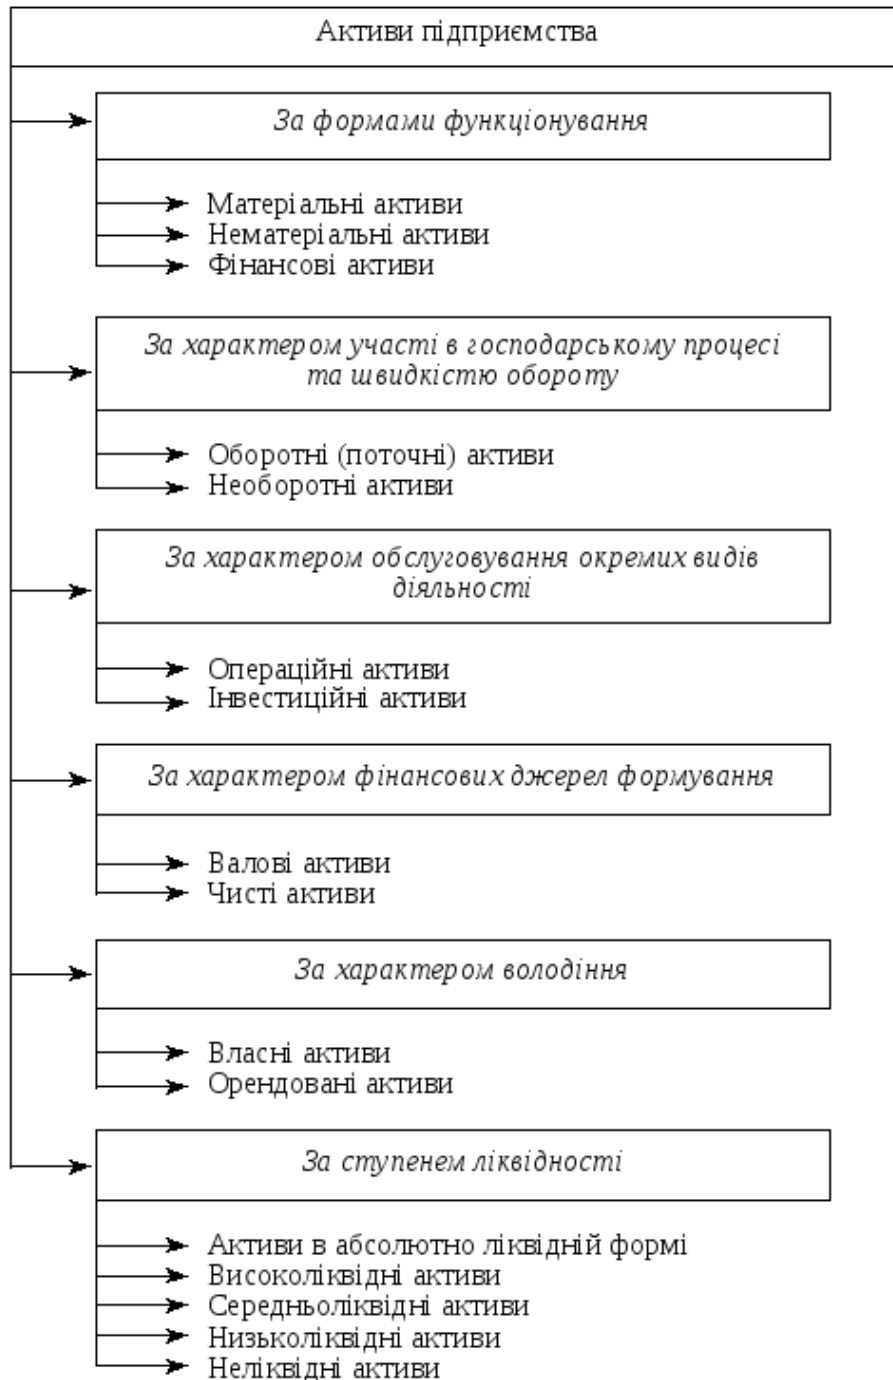 Активи підприємства
За формами функціонування
Матеріальні активи
Нематеріальні активи
Фінансові активи
За характером участі в господарському процесі
та швидкістю обороту
Оборотні (поточні) активи
Необоротні активи
За характером обслуговування окремих видів
діяльності
Операційні активи
Інвестиційні активи
За характером фінансових джерел формування
Валові активи
Чисті активи
За характером володіння
Власні активи
Орендовані активи
За ступенем ліквідності
Активи в абсолютно ліквідній формі
Високоліквідні активи
Середньоліквідні активи
Низьколіквідні активи
Неліквідні активи